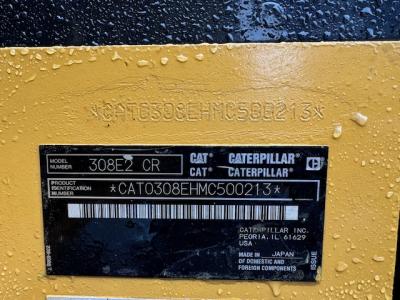 *CAT0308EHMC500213*
MODEL NUMBER 308E2 CR
CAT® CATERPILLAR®
CAT® CATERPILLAR®
PRODUCT IDENTIFICATION NUMBER *CAT0308EHMC500213*
CATERPILLAR INC.
PEORIA, IL 61629
USA
MADE IN JAPAN
OF DOMESTIC AND
FOREIGN COMPONENTS
ISSUE